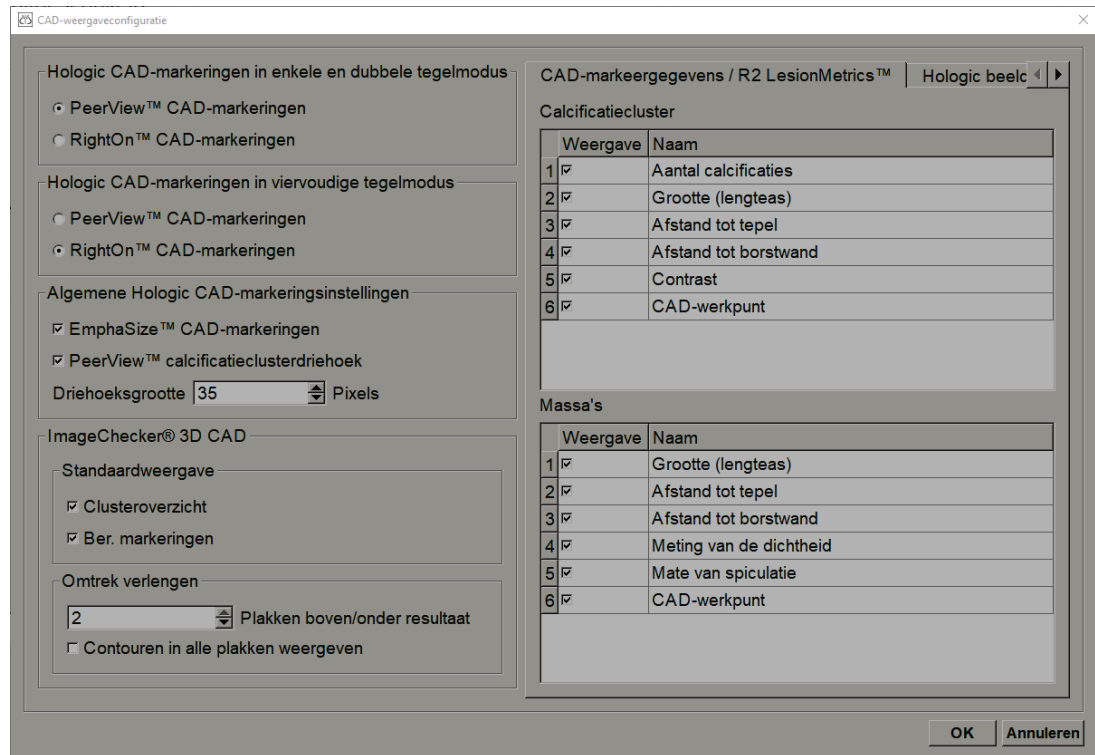 CAD-weergaveconfiguratie
Hologic CAD-markeringen in enkele en dubbele tegelmodus
PeerView™ CAD-markeringen
RightOn™ CAD-markeringen
Hologic CAD-markeringen in viervoudige tegelmodus
PeerView™ CAD-markeringen
RightOn™ CAD-markeringen
Algemene Hologic CAD-markeringsinstellingen
EmphaSize™ CAD-markeringen
PeerView™ calcificatieclusterdriehoek
Driehoeksgrootte 35 Pixels
ImageChecker® 3D CAD
Standaardweergave
Clusteroverzicht
Ber. markeringen
Omtrek verlengen
2 Plakken boven/onder resultaat
Contouren in alle plakken weergeven
CAD-markeergegevens / R2 LesionMetrics™ Hologic
Calcificatiecluster
Weergave Naam
1 Aantal calcificaties
2 Grootte (lengteas)
3 Afstand tot tepel
4 Afstand tot borstwand
5 Contrast
6 CAD-werkpunt
Massa's
Weergave Naam
1 Grootte (lengteas)
2 Afstand tot tepel
3 Afstand tot borstwand
4 Meting van de dichtheid
5 Mate van spiculatie
6 CAD-werkpunt
OK Annuleren